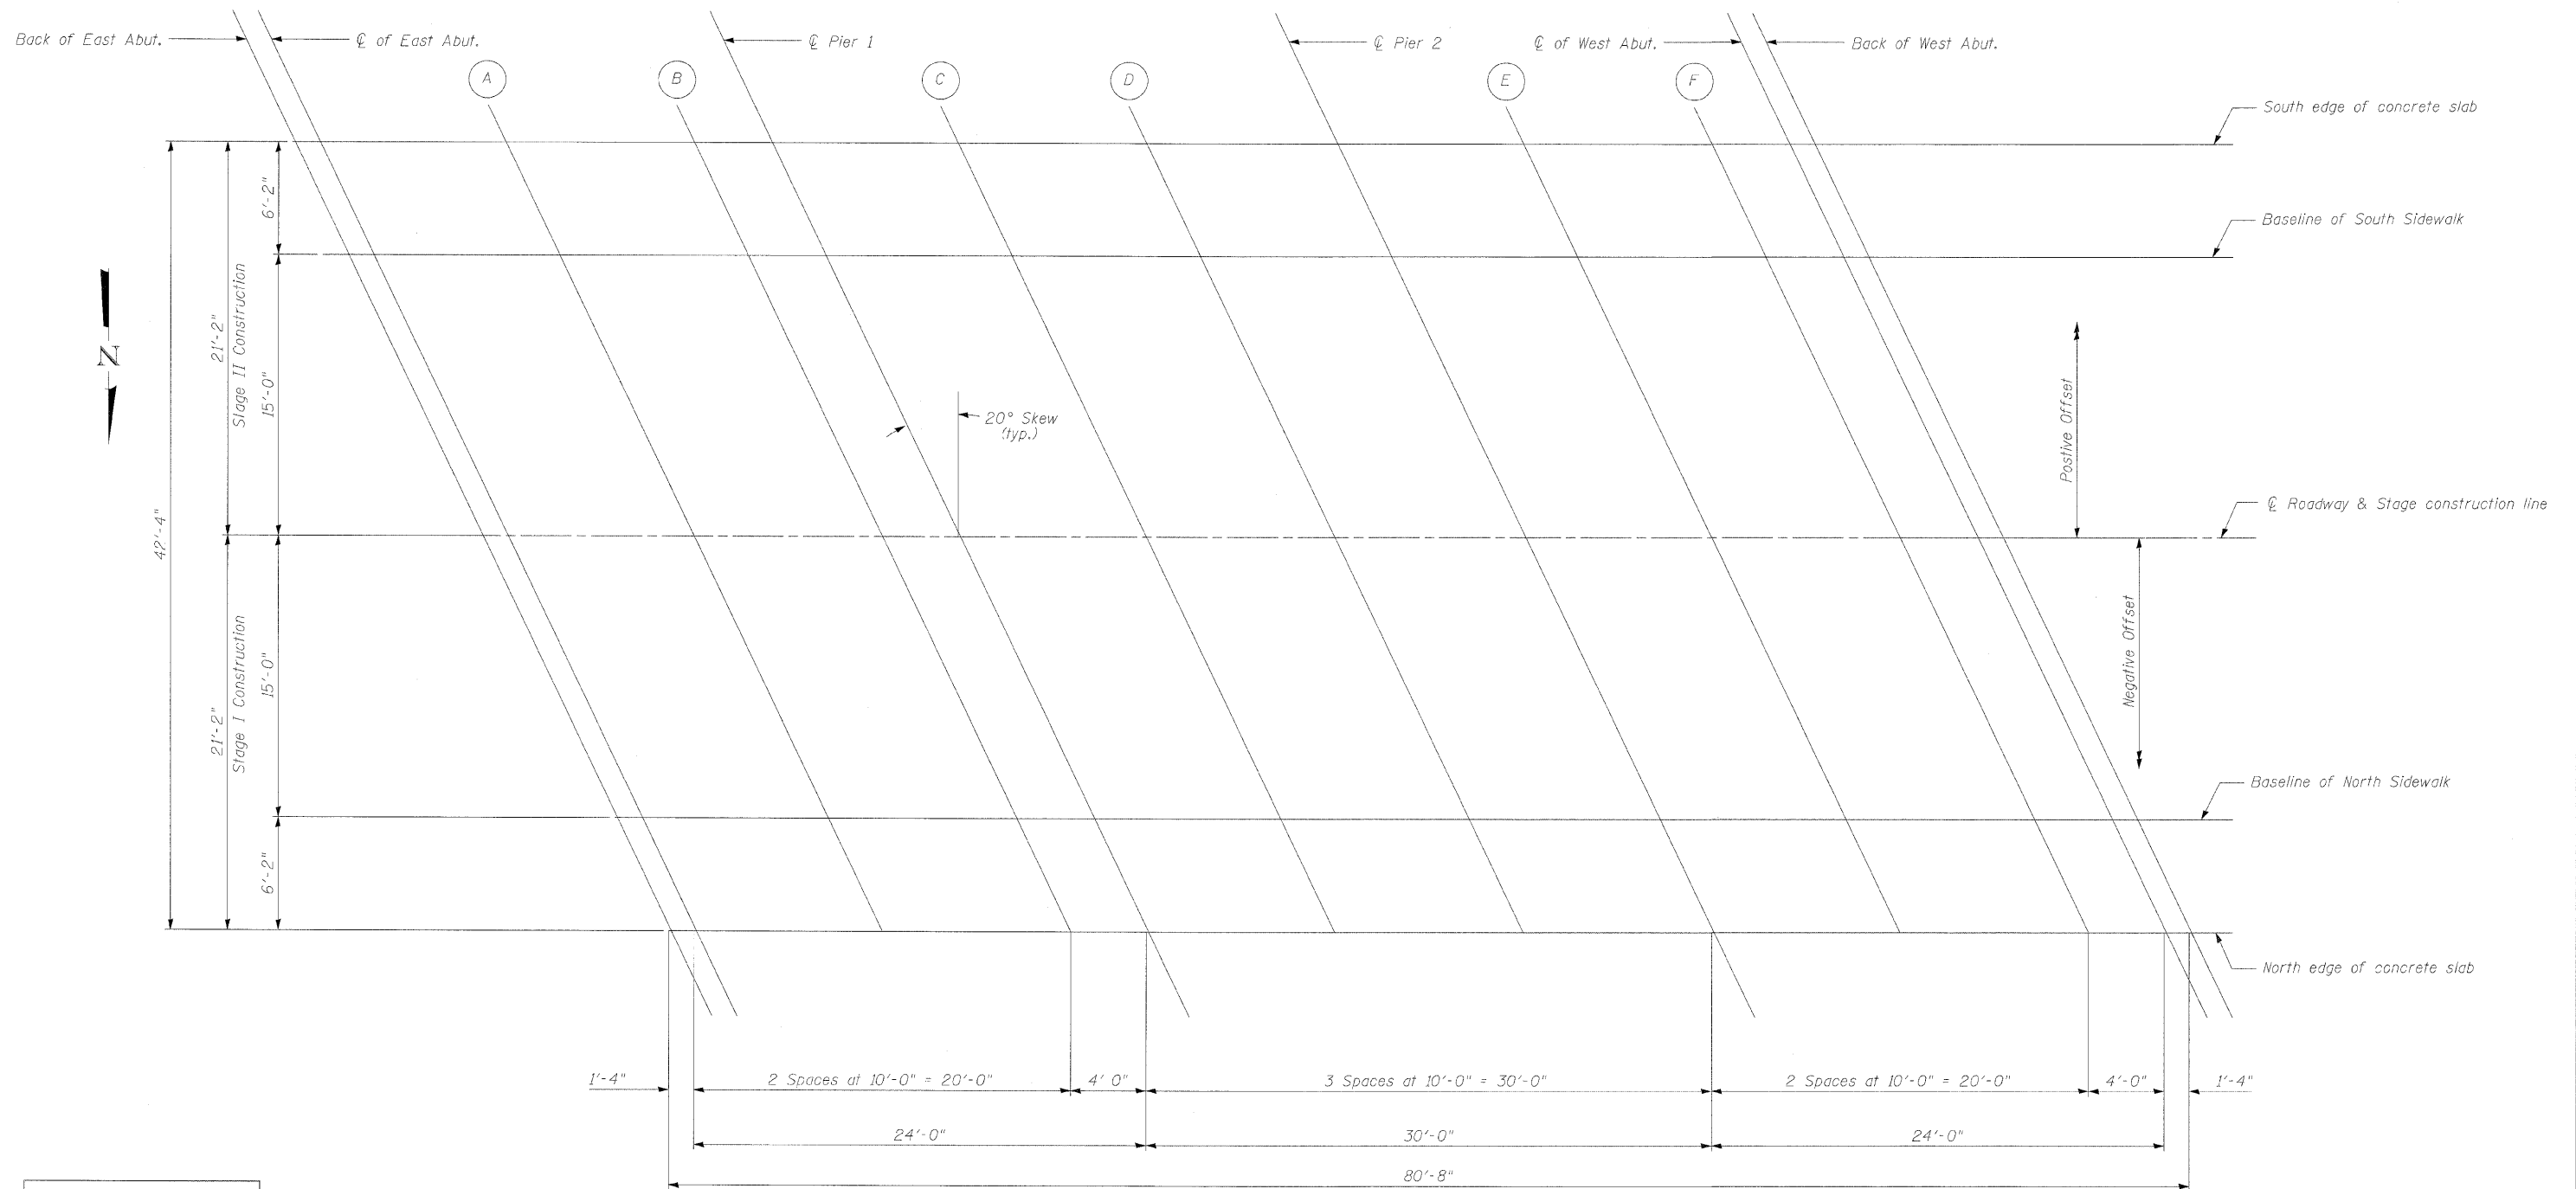 Back of East Abut.
℄ of East Abut.
℄ Pier 1
℄ Pier 2
℄ of West Abut.
Back of West Abut.
A
B
C
D
E
F
South edge of concrete slab
Baseline of South Sidewalk
6'-2"
21'-2"
Stage II Construction
15'-0"
N
20° Skew
(typ.)
Postive Offset
℄ Roadway & Stage construction line
42'-4"
Negative Offset
21'-2"
Stage I Construction
15'-0"
Baseline of North Sidewalk
6'-2"
North edge of concrete slab
1'-4"
2 Spaces at 10'-0" = 20'-0"
4' 0"
3 Spaces at 10'-0" = 30'-0"
2 Spaces at 10'-0" = 20'-0"
4'-0"
1'-4"
24'-0"
30'-0"
24'-0"
80'-8"